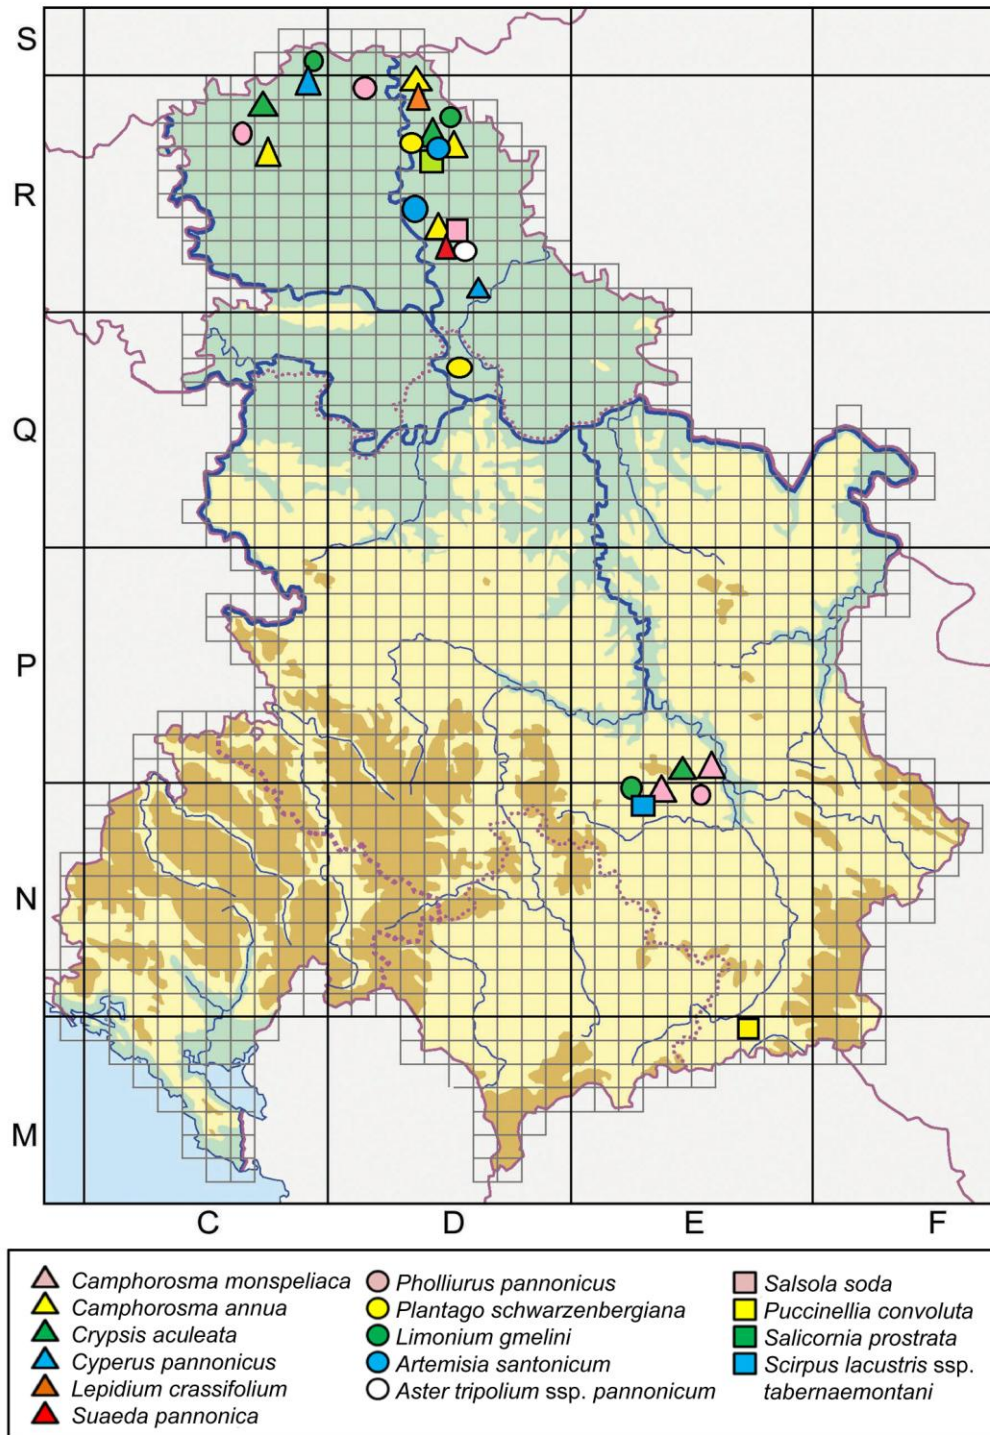 S
R
Q
P
N
M
C
D
E
F
Camphorosma monspeliaca
Camphorosma annua
Crypsis aculeata
Cyperus pannonicus
Lepidium crassifolium
Suaeda pannonica
Pholliurus pannonicus
Plantago schwarzenbergiana
Limonium gmelini
Artemisia santonicum
Aster tripolium ssp. pannonicum
Salsola soda
Puccinellia convoluta
Salicornia prostrata
Scirpus lacustris ssp.
tabernaemontani